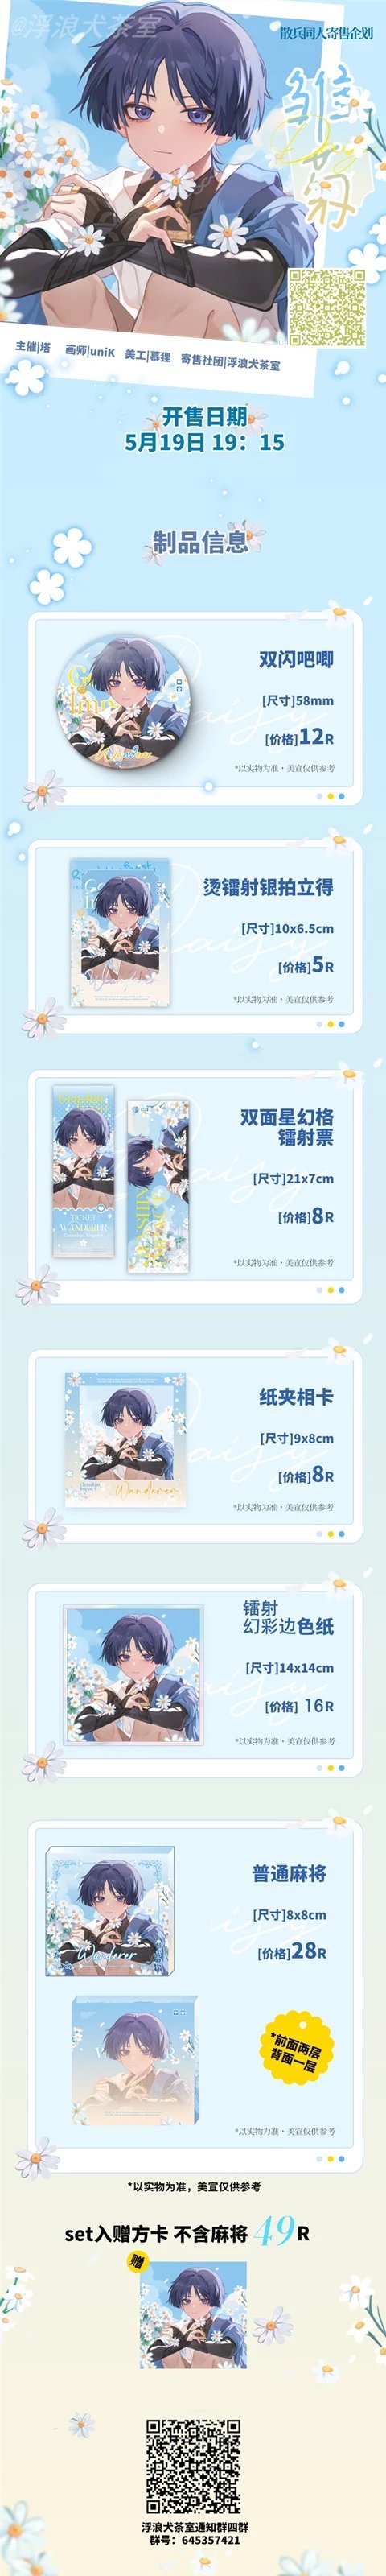 @浮浪犬茶室
散兵同人寄售企划
雏菊
Daisy
主催|塔 画师|uniK 美工|慕狸 寄售社团|浮浪犬茶室
开售日期
5月19日 19：15
制品信息
双闪吧唧
[尺寸]58mm
[价格]12R
*以实物为准·美宣仅供参考
烫镭射银拍立得
[尺寸]10x6.5cm
[价格]5R
*以实物为准·美宣仅供参考
双面星幻格
镭射票
[尺寸]21x7cm
[价格]8R
*以实物为准·美宣仅供参考
TICKET
WANDERER
纸夹相卡
[尺寸]9x8cm
[价格]8R
*以实物为准·美宣仅供参考
Wanderer
镭射
幻彩边色纸
[尺寸]14x14cm
[价格] 16R
*以实物为准·美宣仅供参考
普通麻将
[尺寸]8x8cm
[价格]28R
Wanderer
*前面两层
背面一层
*以实物为准·美宣仅供参考
*以实物为准，美宣仅供参考
set入赠方卡 不含麻将 49R
赠
浮浪犬茶室通知群四群
群号：645357421